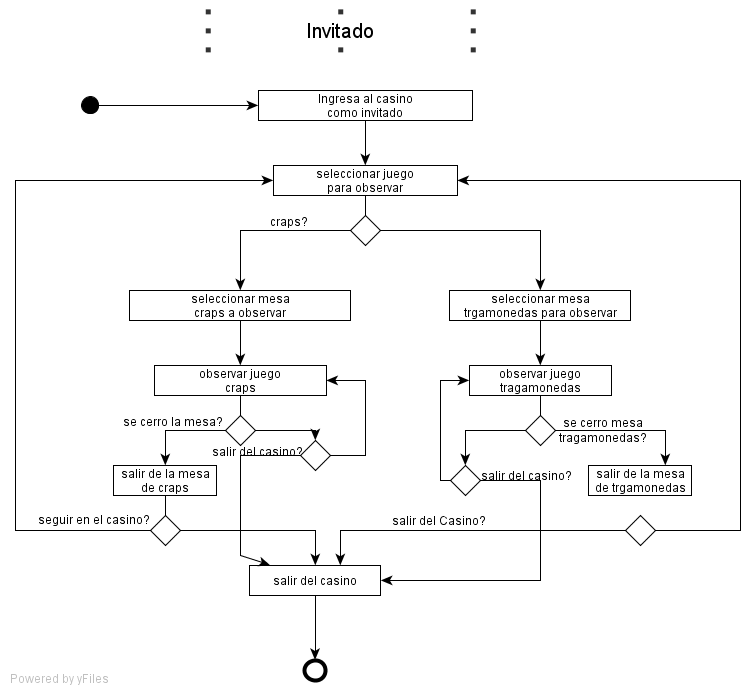 Invitado
Ingresa al casino
como invitado
seleccionar juego
para observar
craps?
seleccionar mesa
craps a observar
seleccionar mesa
trgamonedas para observar
observar juego
craps
observar juego
tragamonedas
se cerro la mesa?
salir del casino?
se cerro mesa
tragamonedas?
salir de la mesa
de craps
salir del casino?
salir de la mesa
de trgamonedas
seguir en el casino?
salir del Casino?
salir del casino
Powered by yFiles